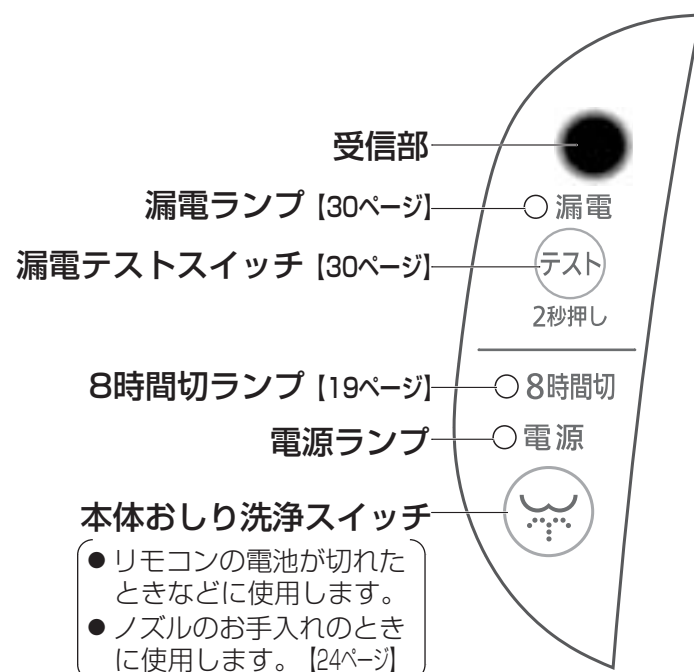 受信部
漏電ランプ【30ページ】
漏電
漏電テストスイッチ【30ページ】
テスト
2秒押し
8時間切ランプ【19ページ】
8時間切
電源ランプ
電源
本体おしり洗浄スイッチ
● リモコンの電池が切れた
ときなどに使用します。
● ノズルのお手入れのとき
に使用します。【24ページ】